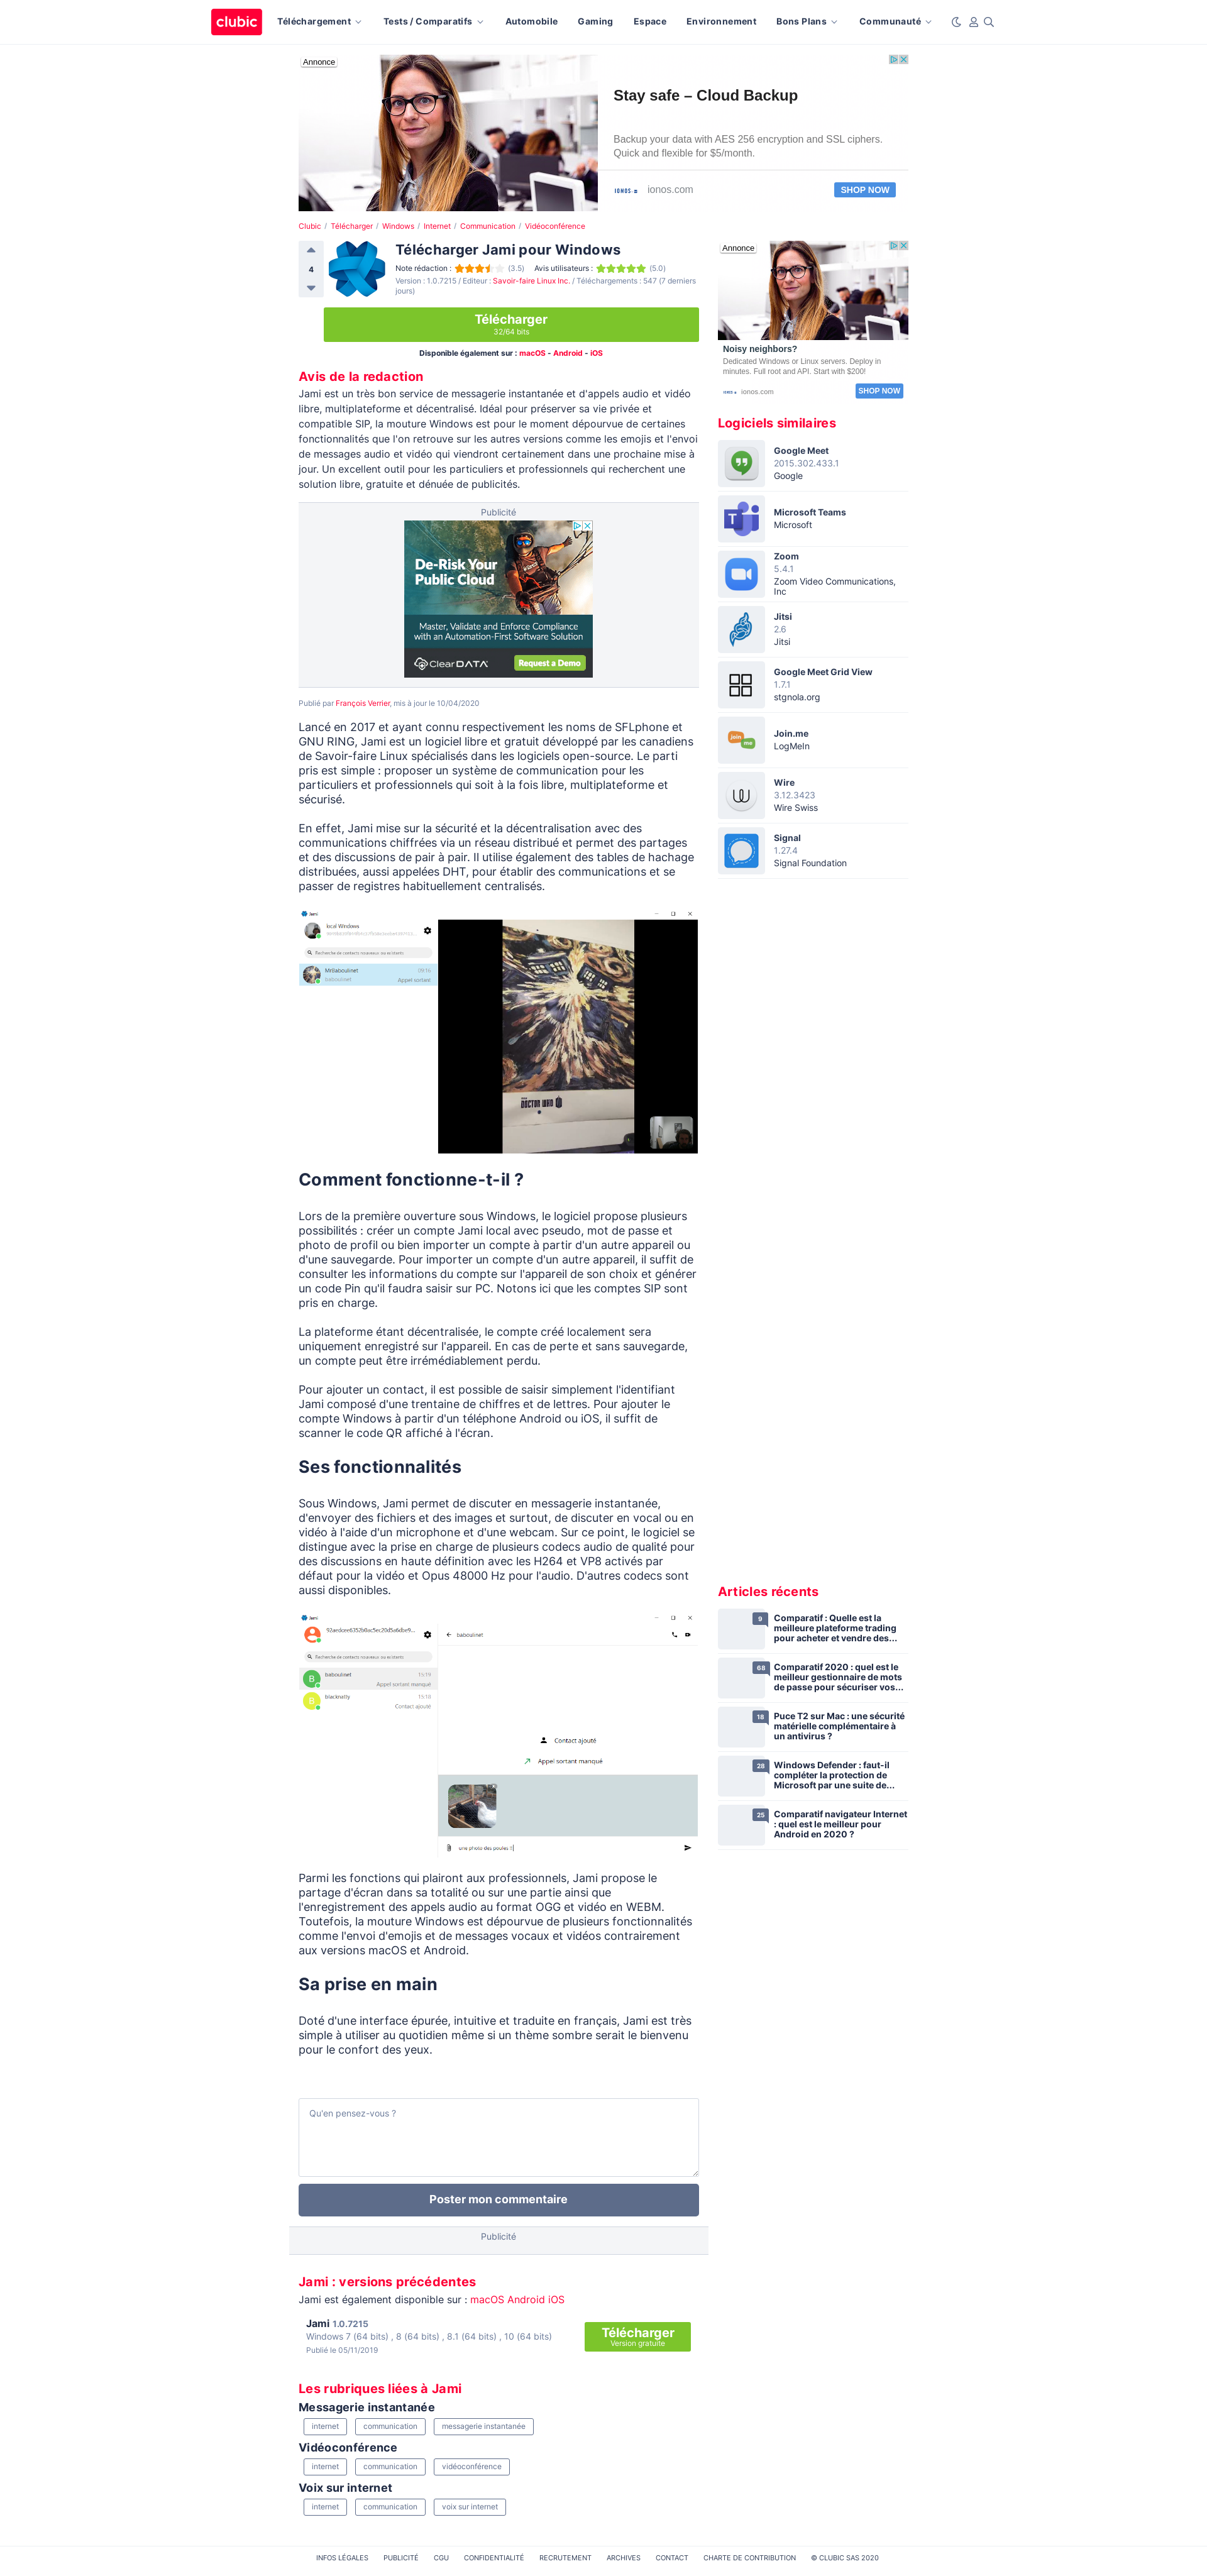 clubic
Téléchargement
Tests / Comparatifs
Automobile
Gaming
Espace
Environnement
Bons Plans
Communauté
Annonce
Stay safe – Cloud Backup
Backup your data with AES 256 encryption and SSL ciphers.
Quick and flexible for $5/month.
IONOS
ionos.com
SHOP NOW
Clubic / Télécharger / Windows / Internet / Communication / Vidéoconférence
4
Télécharger Jami pour Windows
Note rédaction : (3.5) Avis utilisateurs : (5.0)
Version : 1.0.7215 / Editeur : Savoir-faire Linux Inc. / Téléchargements : 547 (7 derniers
jours)
Télécharger
32/64 bits
Disponible également sur : macOS - Android - iOS
Avis de la redaction
Jami est un très bon service de messagerie instantanée et d'appels audio et vidéo
libre, multiplateforme et décentralisé. Idéal pour préserver sa vie privée et
compatible SIP, la mouture Windows est pour le moment dépourvue de certaines
fonctionnalités que l'on retrouve sur les autres versions comme les emojis et l'envoi
de messages audio et vidéo qui viendront certainement dans une prochaine mise à
jour. Un excellent outil pour les particuliers et professionnels qui recherchent une
solution libre, gratuite et dénuée de publicités.
Publicité
De-Risk Your
Public Cloud
Master, Validate and Enforce Compliance
with an Automation-First Software Solution
ClearDATA
Request a Demo
Publié par François Verrier, mis à jour le 10/04/2020
Lancé en 2017 et ayant connu respectivement les noms de SFLphone et
GNU RING, Jami est un logiciel libre et gratuit développé par les canadiens
de Savoir-faire Linux spécialisés dans les logiciels open-source. Le parti
pris est simple : proposer un système de communication pour les
particuliers et professionnels qui soit à la fois libre, multiplateforme et
sécurisé.
En effet, Jami mise sur la sécurité et la décentralisation avec des
communications chiffrées via un réseau distribué et permet des partages
et des discussions de pair à pair. Il utilise également des tables de hachage
distribuées, aussi appelées DHT, pour établir des communications et se
passer de registres habituellement centralisés.
Jami
local Windows
Recherche de contacts nouveaux ou existants
MrBaboulinet
baboulinet
Appel sortant
DOCTOR WHO
Comment fonctionne-t-il ?
Lors de la première ouverture sous Windows, le logiciel propose plusieurs
possibilités : créer un compte Jami local avec pseudo, mot de passe et
photo de profil ou bien importer un compte à partir d'un autre appareil ou
d'une sauvegarde. Pour importer un compte d'un autre appareil, il suffit de
consulter les informations du compte sur l'appareil de son choix et générer
un code Pin qu'il faudra saisir sur PC. Notons ici que les comptes SIP sont
pris en charge.
La plateforme étant décentralisée, le compte créé localement sera
uniquement enregistré sur l'appareil. En cas de perte et sans sauvegarde,
un compte peut être irrémédiablement perdu.
Pour ajouter un contact, il est possible de saisir simplement l'identifiant
Jami composé d'une trentaine de chiffres et de lettres. Pour ajouter le
compte Windows à partir d'un téléphone Android ou iOS, il suffit de
scanner le code QR affiché à l'écran.
Ses fonctionnalités
Sous Windows, Jami permet de discuter en messagerie instantanée,
d'envoyer des fichiers et des images et surtout, de discuter en vocal ou en
vidéo à l'aide d'un microphone et d'une webcam. Sur ce point, le logiciel se
distingue avec la prise en charge de plusieurs codecs audio de qualité pour
des discussions en haute définition avec les H264 et VP8 activés par
défaut pour la vidéo et Opus 48000 Hz pour l'audio. D'autres codecs sont
aussi disponibles.
Jami
Recherche de contacts nouveaux ou existants
B
baboulinet
15:19
Appel sortant manqué
B
blacknally
15:18
Contact ajouté
baboulinet
Contact ajouté
Appel sortant manqué
une photo des poules :)
Parmi les fonctions qui plairont aux professionnels, Jami propose le
partage d'écran dans sa totalité ou sur une partie ainsi que
l'enregistrement des appels audio au format OGG et vidéo en WEBM.
Toutefois, la mouture Windows est dépourvue de plusieurs fonctionnalités
comme l'envoi d'emojis et de messages vocaux et vidéos contrairement
aux versions macOS et Android.
Sa prise en main
Doté d'une interface épurée, intuitive et traduite en français, Jami est très
simple à utiliser au quotidien même si un thème sombre serait le bienvenu
pour le confort des yeux.
Qu'en pensez-vous ?
Poster mon commentaire
Publicité
Jami : versions précédentes
Jami est également disponible sur : macOS Android iOS
Jami 1.0.7215
Windows 7 (64 bits) , 8 (64 bits) , 8.1 (64 bits) , 10 (64 bits)
Publié le 05/11/2019
Télécharger
Version gratuite
Les rubriques liées à Jami
Messagerie instantanée
internet
communication
messagerie instantanée
Vidéoconférence
internet
communication
vidéoconférence
Voix sur internet
internet
communication
voix sur internet
Annonce
Noisy neighbors?
Dedicated Windows or Linux servers. Deploy in
minutes. Full root and API. Start with $200!
ionos.com
SHOP NOW
Logiciels similaires
Google Meet
2015.302.433.1
Google
Microsoft Teams
Microsoft
Zoom
5.4.1
Zoom Video Communications,
Inc
Jitsi
2.6
Jitsi
Google Meet Grid View
1.7.1
stgnola.org
join
me
Join.me
LogMeIn
Wire
3.12.3423
Wire Swiss
Signal
1.27.4
Signal Foundation
Articles récents
9
Comparatif : Quelle est la
meilleure plateforme trading
pour acheter et vendre des...
68
Comparatif 2020 : quel est le
meilleur gestionnaire de mots
de passe pour sécuriser vos...
18
Puce T2 sur Mac : une sécurité
matérielle complémentaire à
un antivirus ?
28
Windows Defender : faut-il
compléter la protection de
Microsoft par une suite de...
25
Comparatif navigateur Internet
: quel est le meilleur pour
Android en 2020 ?
INFOS LÉGALES
PUBLICITÉ
CGU
CONFIDENTIALITÉ
RECRUTEMENT
ARCHIVES
CONTACT
CHARTE DE CONTRIBUTION
© CLUBIC SAS 2020